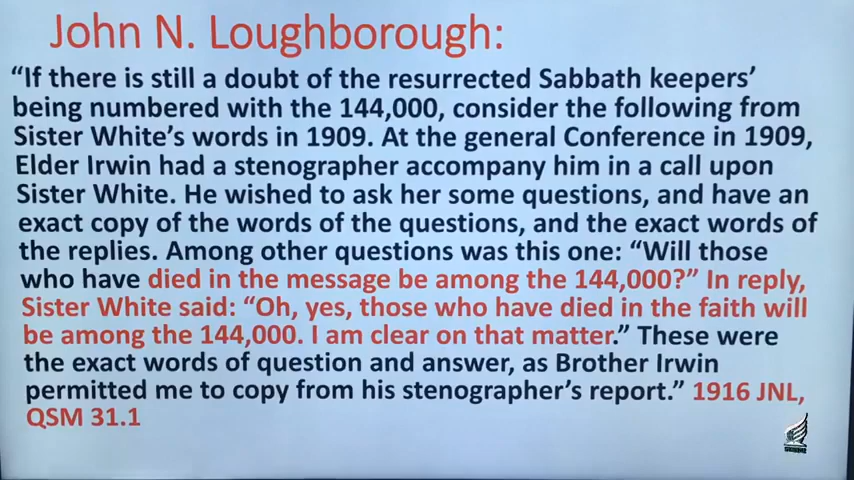 John N. Loughborough:
“If there is still a doubt of the resurrected Sabbath keepers’
being numbered with the 144,000, consider the following from
Sister White’s words in 1909. At the general Conference in 1909,
Elder Irwin had a stenographer accompany him in a call upon
Sister White. He wished to ask her some questions, and have an
exact copy of the words of the questions, and the exact words of
the replies. Among other questions was this one: “Will those
who have died in the message be among the 144,000?” In reply,
Sister White said: “Oh, yes, those who have died in the faith will
be among the 144,000. I am clear on that matter.” These were
the exact words of question and answer, as Brother Irwin
permitted me to copy from his stenographer’s report.” 1916 JNL,
QSM 31.1